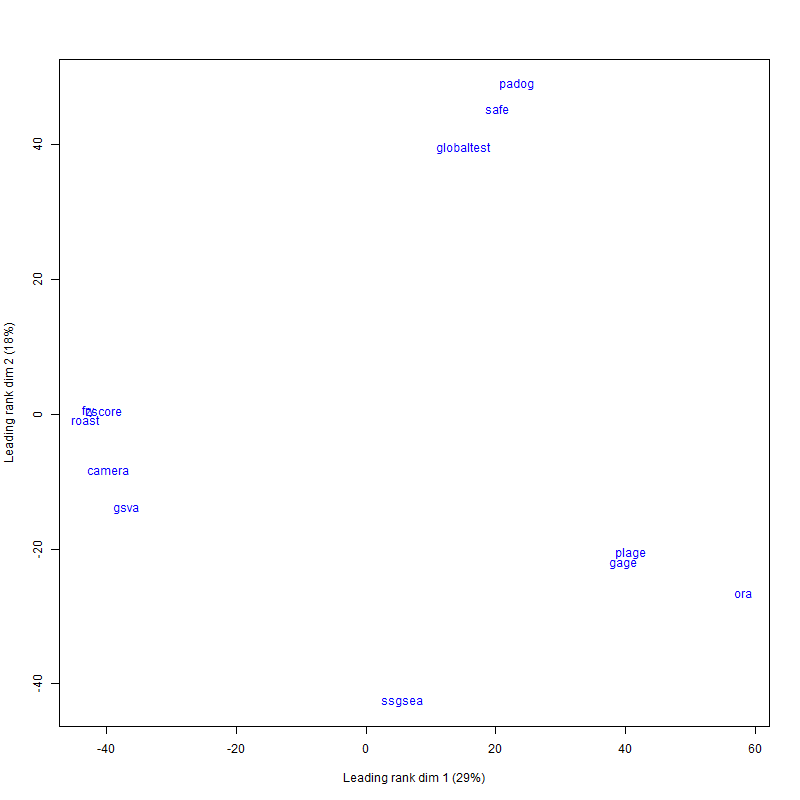 padog
safe
globaltest
zscore
roast
camera
gsva
plage
gage
ora
ssgsea
40
20
0
-20
-40
Leading rank dim 2 (18%)
-40
-20
0
20
40
60
Leading rank dim 1 (29%)